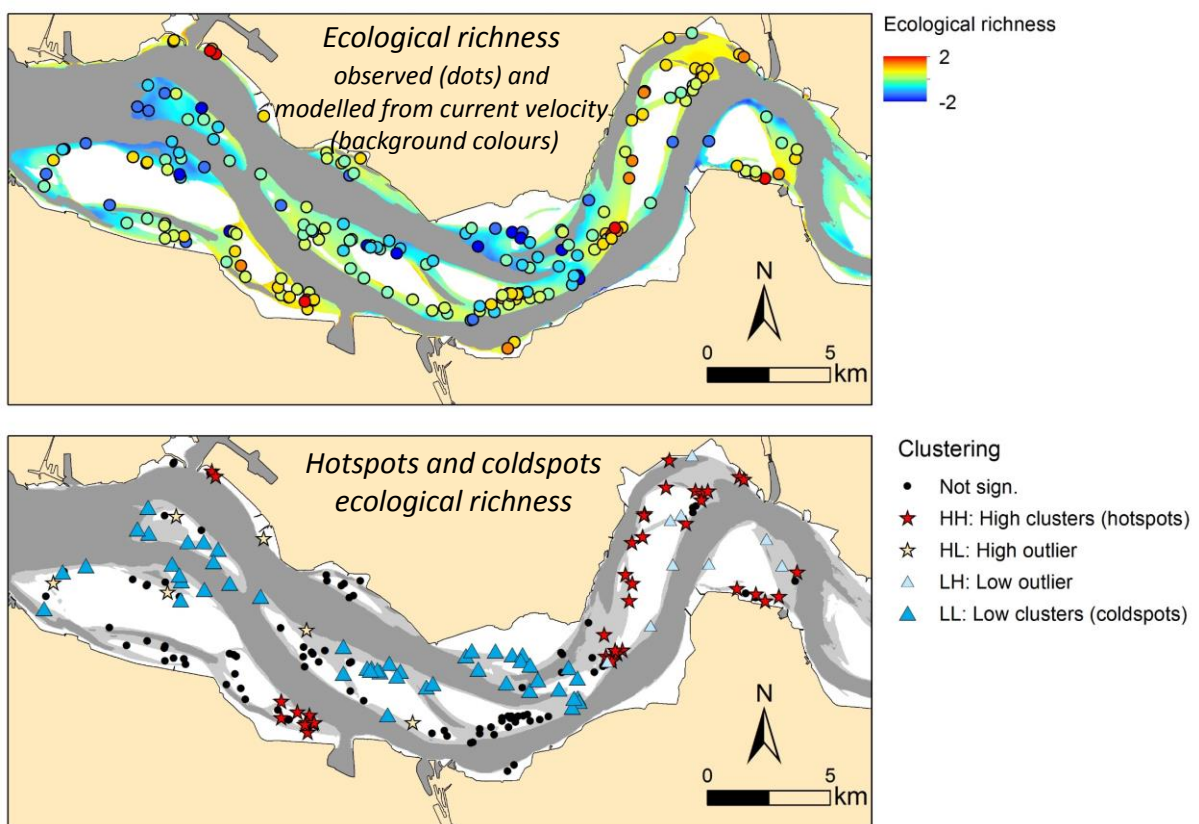 Ecological richness
observed (dots) and
modelled from current velocity
(background colours)
N
0 5
km
Ecological richness
2
-2
Hotspots and coldspots
ecological richness
N
0 5
km
Clustering
Not sign.
HH: High clusters (hotspots)
HL: High outlier
LH: Low outlier
LL: Low clusters (coldspots)